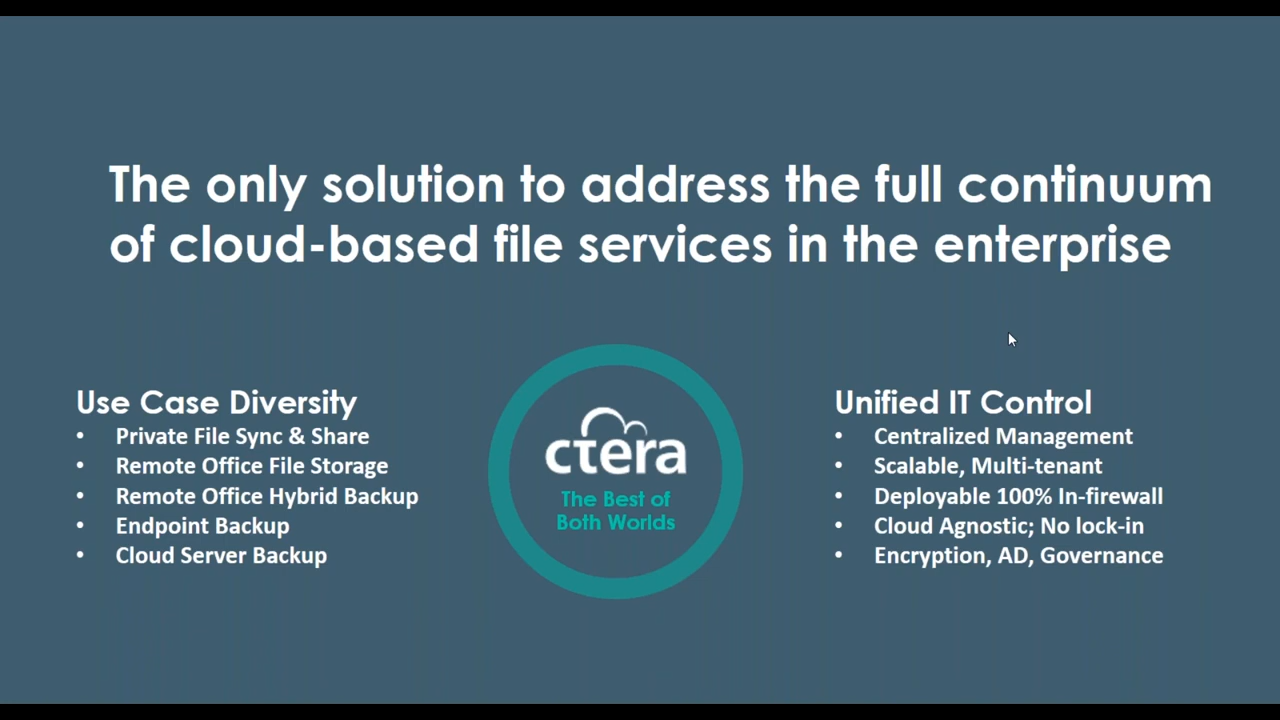 The only solution to address the full continuum
of cloud-based file services in the enterprise
Use Case Diversity
• Private File Sync & Share
• Remote Office File Storage
• Remote Office Hybrid Backup
• Endpoint Backup
• Cloud Server Backup
ctera
The Best of
Both Worlds
Unified IT Control
• Centralized Management
• Scalable, Multi-tenant
• Deployable 100% In-firewall
• Cloud Agnostic; No lock-in
• Encryption, AD, Governance